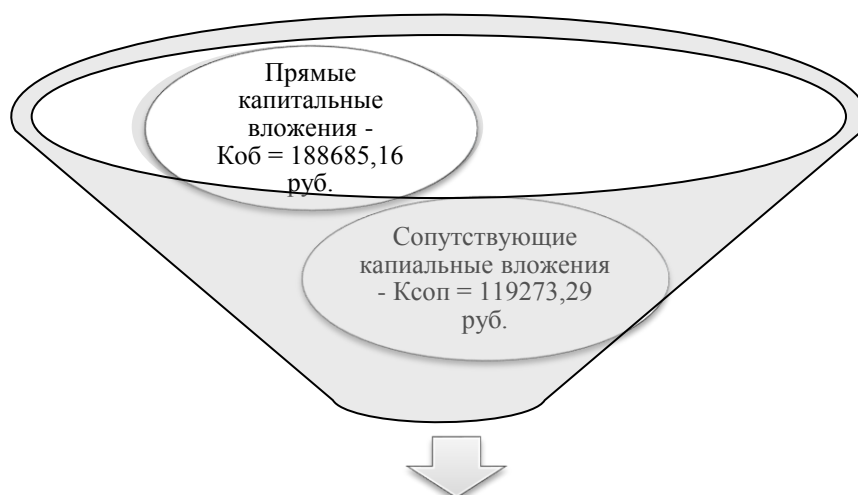 Прямые
капитальные
вложения -
Коб = 188685,16
руб.
Сопутствующие
капиальные вложения
- Ксоп = 119273,29
руб.